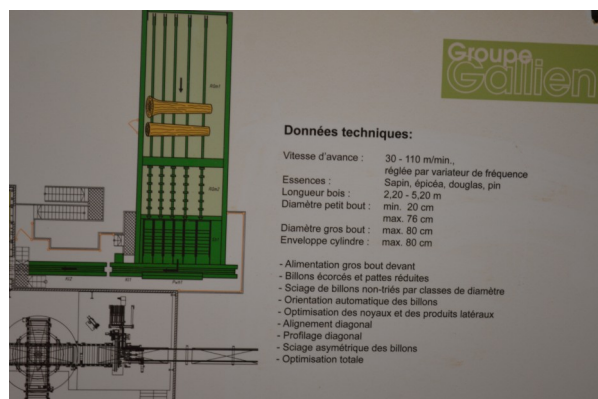 Groupe
Gallien
Données techniques:
Vitesse d'avance : 30 - 110 m/min.,
réglée par variateur de fréquence
Essences : Sapin, épicéa, douglas, pin
Longueur bois : 2,20 - 5,20 m
Diamètre petit bout : min. 20 cm
max. 76 cm
Diamètre gros bout : max. 80 cm
Enveloppe cylindre : max. 80 cm
- Alimentation gros bout devant
- Billons écorcés et pattes réduites
- Sciage de billons non-triés par classes de diamètre
- Orientation automatique des billons
- Optimisation des noyaux et des produits latéraux
- Alignement diagonal
- Profilage diagonal
- Sciage asymétrique des billons
- Optimisation totale